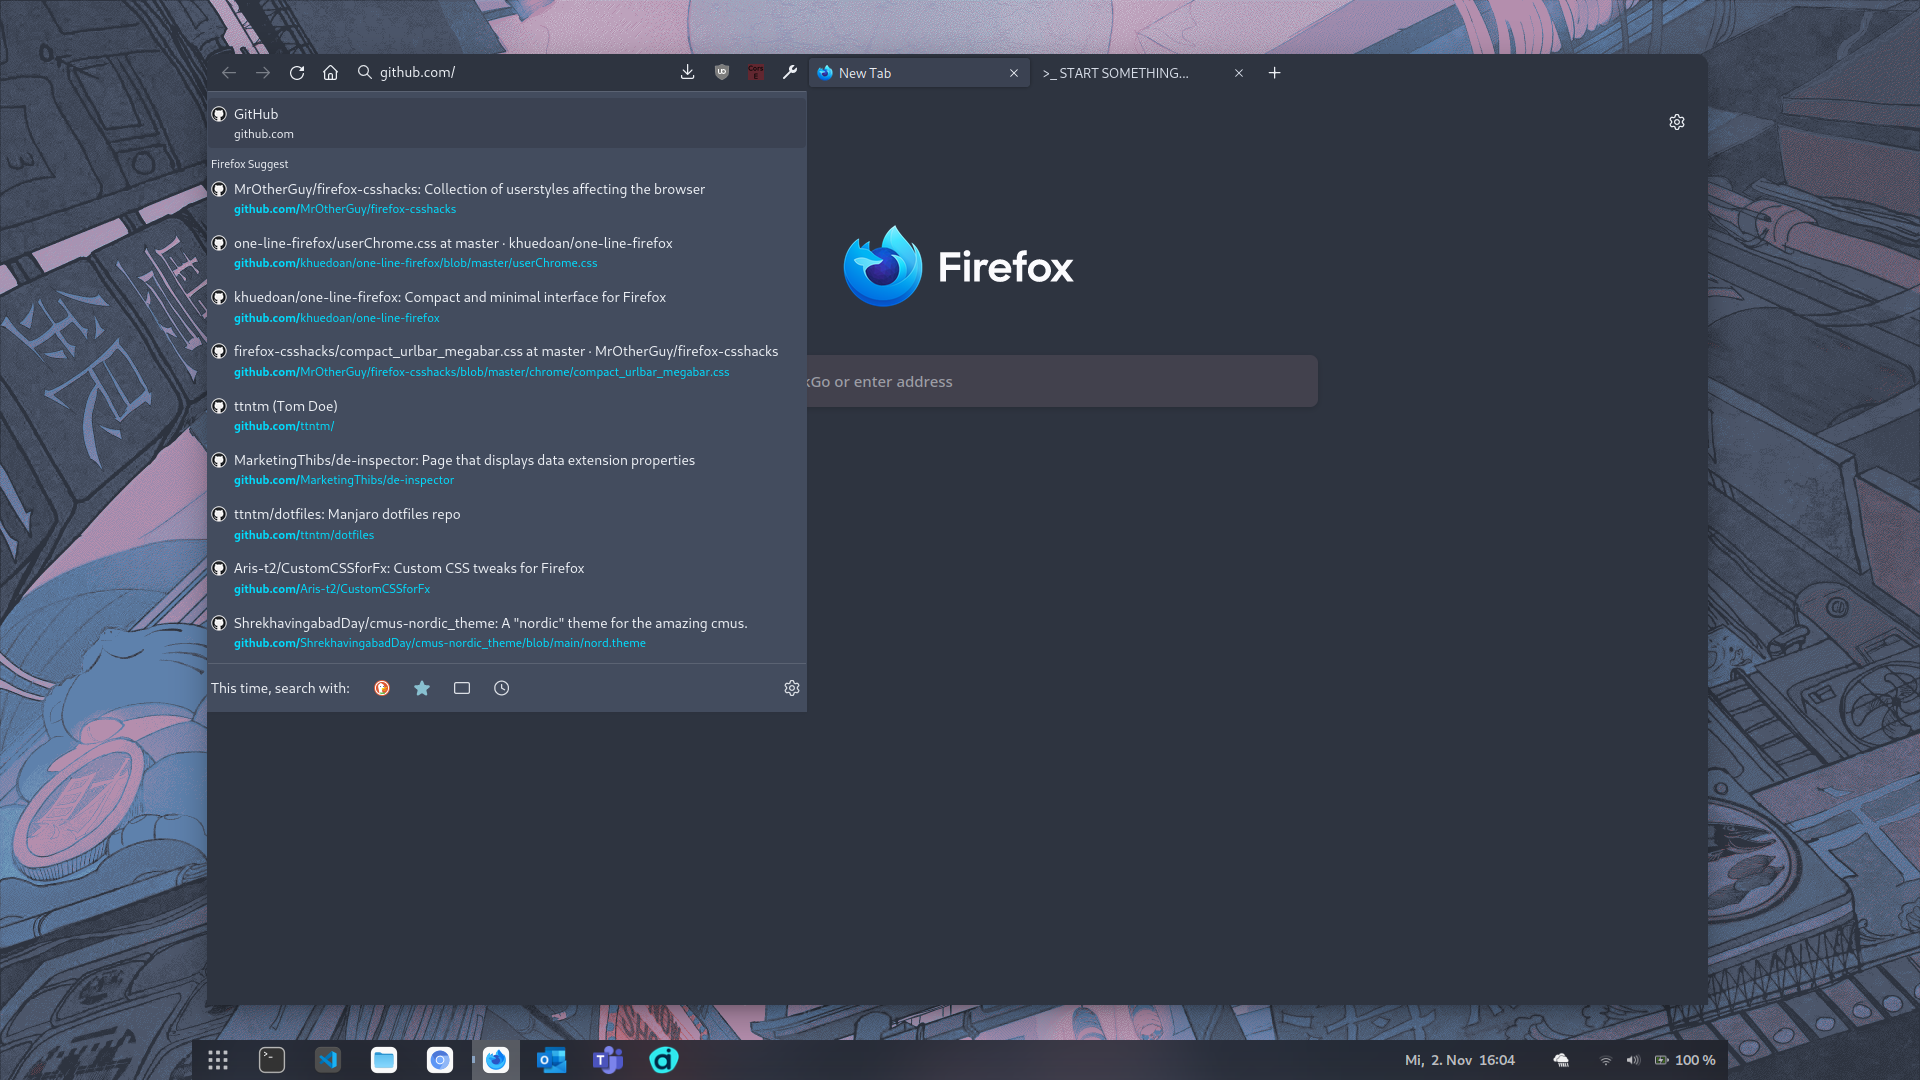 github.com/
New Tab
>_ START SOMETHING...
GitHub
github.com
Firefox Suggest
MrOtherGuy/firefox-csshacks: Collection of userstyles affecting the browser
github.com/MrOtherGuy/firefox-csshacks
one-line-firefox/userChrome.css at master · khuedoan/one-line-firefox
github.com/khuedoan/one-line-firefox/blob/master/userChrome.css
khuedoan/one-line-firefox: Compact and minimal interface for Firefox
github.com/khuedoan/one-line-firefox
firefox-csshacks/compact_urlbar_megabar.css at master · MrOtherGuy/firefox-csshacks
github.com/MrOtherGuy/firefox-csshacks/blob/master/chrome/compact_urlbar_megabar.css
ttntm (Tom Doe)
github.com/ttntm/
MarketingThibs/de-inspector: Page that displays data extension properties
github.com/MarketingThibs/de-inspector
ttntm/dotfiles: Manjaro dotfiles repo
github.com/ttntm/dotfiles
Aris-t2/CustomCSSforFx: Custom CSS tweaks for Firefox
github.com/Aris-t2/CustomCSSforFx
ShrekhavingabadDay/cmus-nordic_theme: A "nordic" theme for the amazing cmus.
github.com/ShrekhavingabadDay/cmus-nordic_theme/blob/main/nord.theme
This time, search with:
Firefox
Go or enter address
Mi, 2. Nov 16:04
100 %